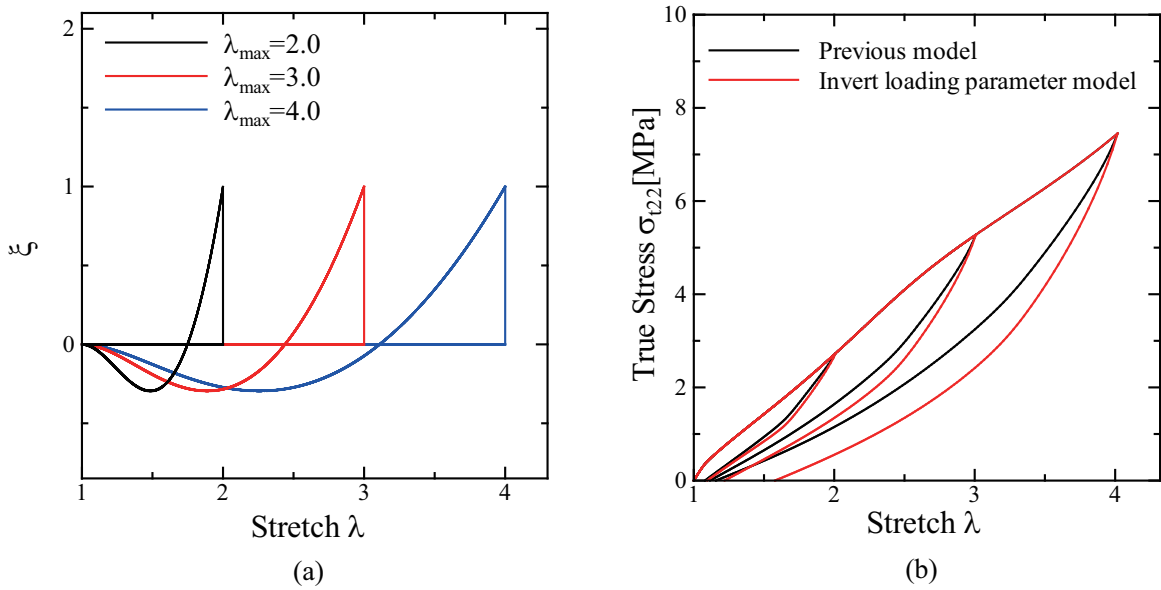 2
λmax=2.0
λmax=3.0
λmax=4.0
1
ξ
0
1 2 3 4
Stretch λ
(a)
10
Previous model
Invert loading parameter model
8
True Stress σt22[MPa]
6
4
2
0
1 2 3 4
Stretch λ
(b)